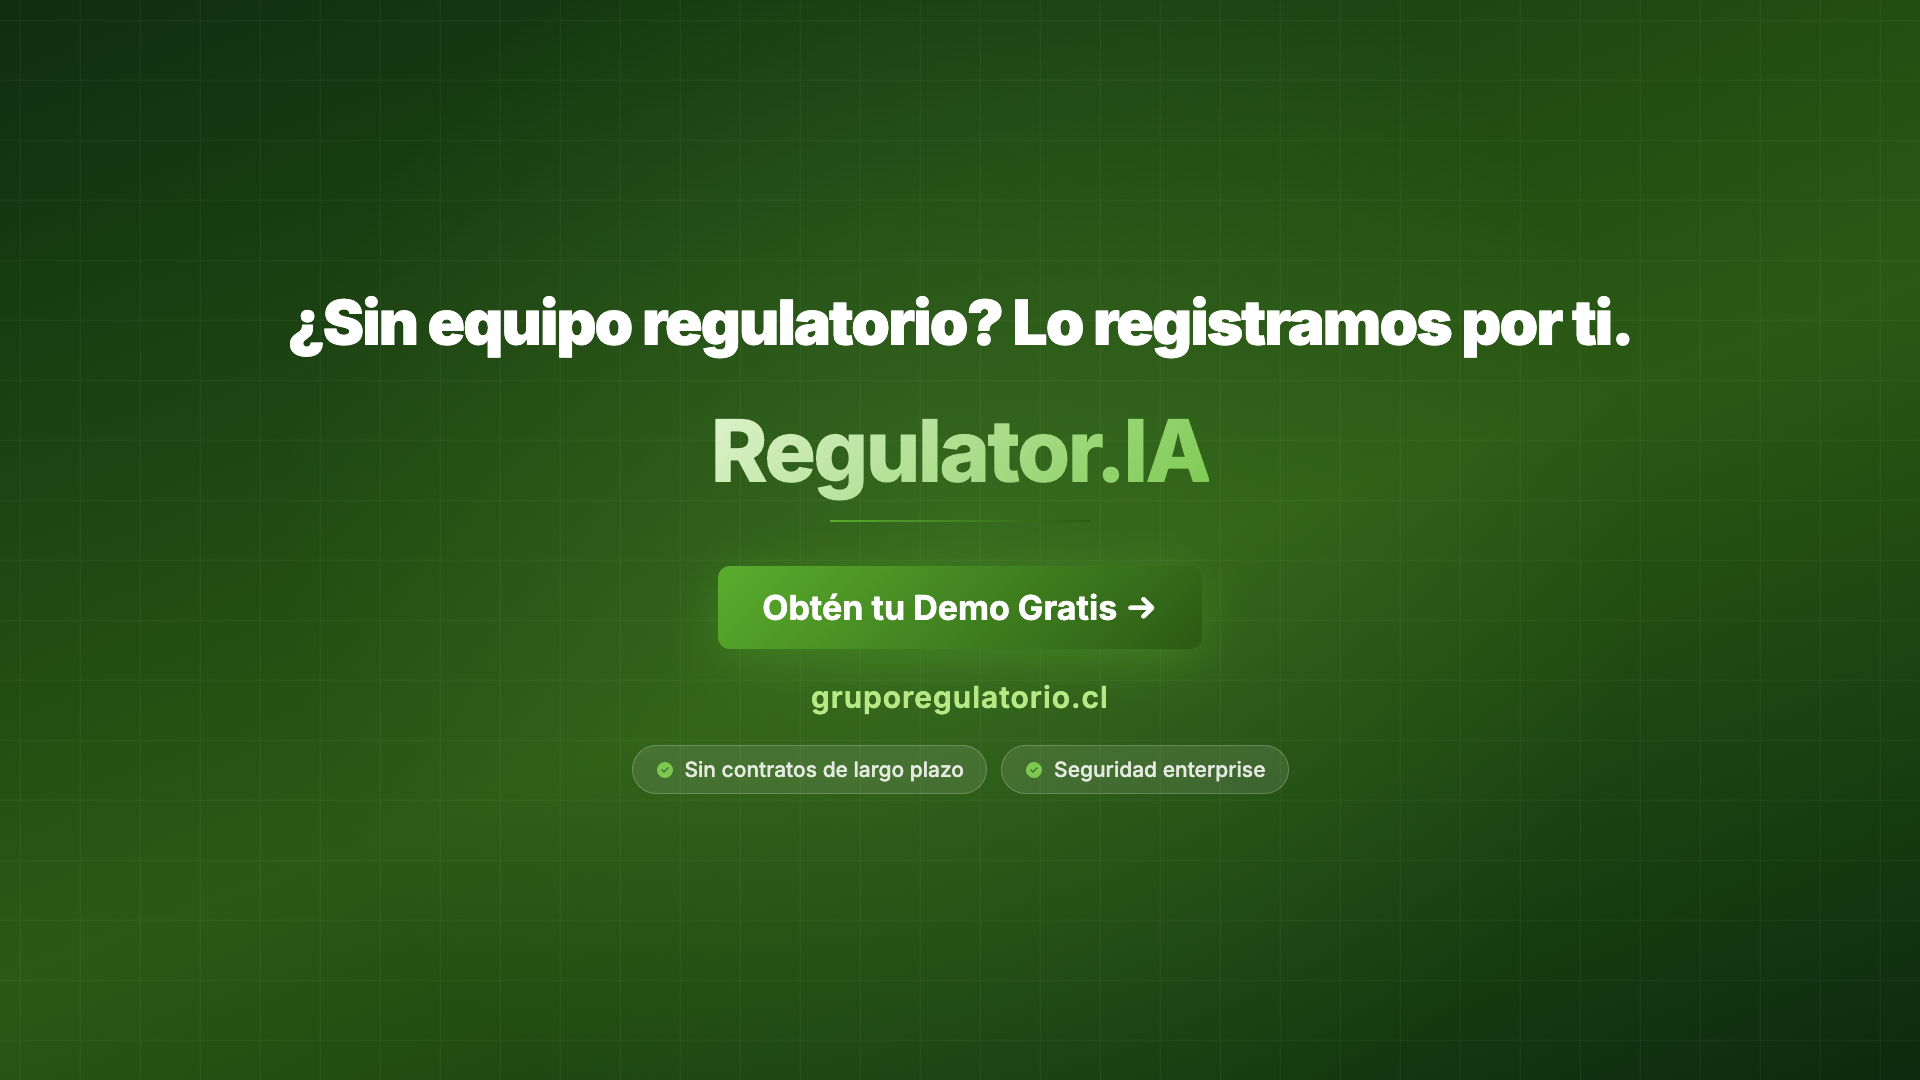 ¿Sin equipo regulatorio? Lo registramos por ti.
Regulator.IA
Obtén tu Demo Gratis →
gruporegulatorio.cl
Sin contratos de largo plazo
Seguridad enterprise